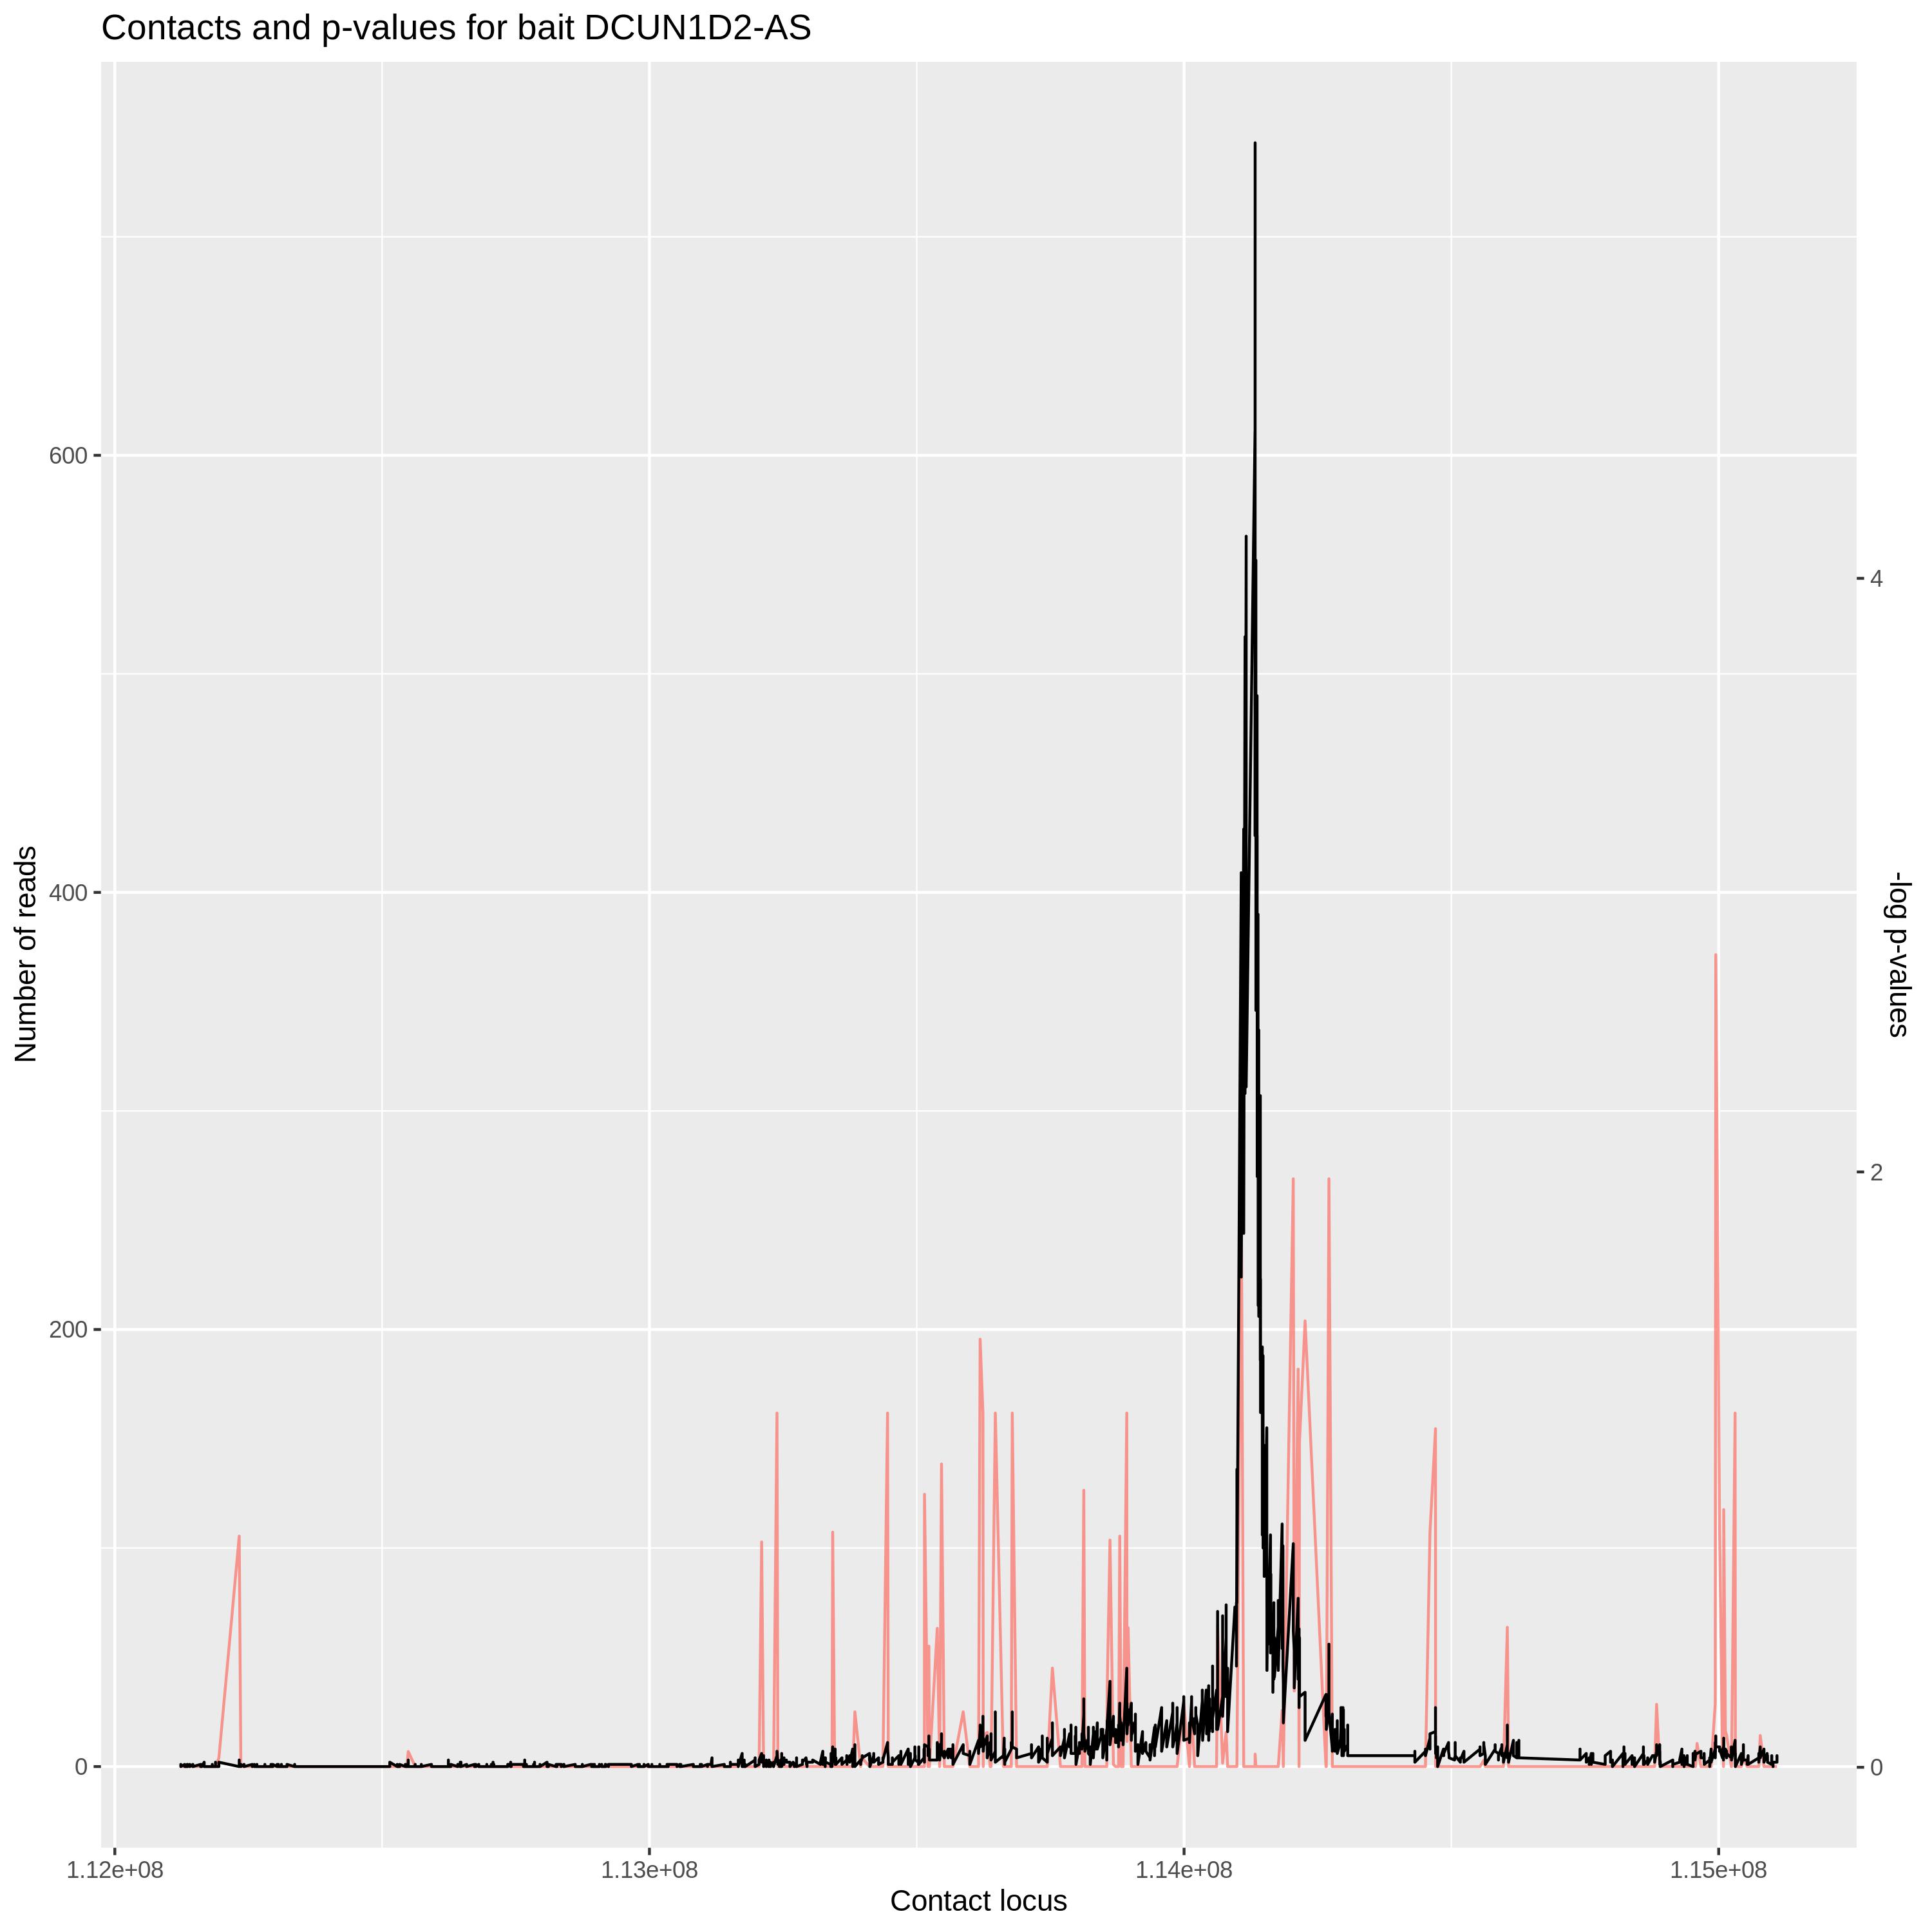 Contacts and p-values for bait DCUN1D2-AS
Number of reads
600
400
200
0
4
2
0
-log p-values
1.12e+08
1.13e+08
1.14e+08
1.15e+08
Contact locus